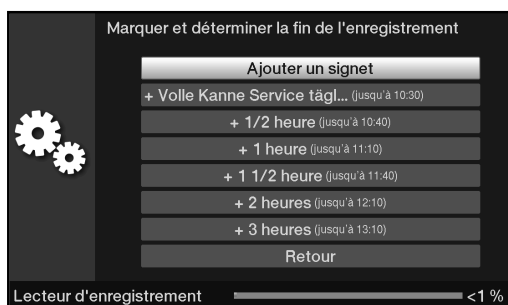 Marquer et déterminer la fin de l'enregistrement
Ajouter un signet
+ Volle Kanne Service tägl... (jusqu'à 10:30)
+ 1/2 heure (jusqu'à 10:40)
+ 1 heure (jusqu'à 11:10)
+ 1 1/2 heure (jusqu'à 11:40)
+ 2 heures (jusqu'à 12:10)
+ 3 heures (jusqu'à 13:10)
Retour
Lecteur d'enregistrement <1 %